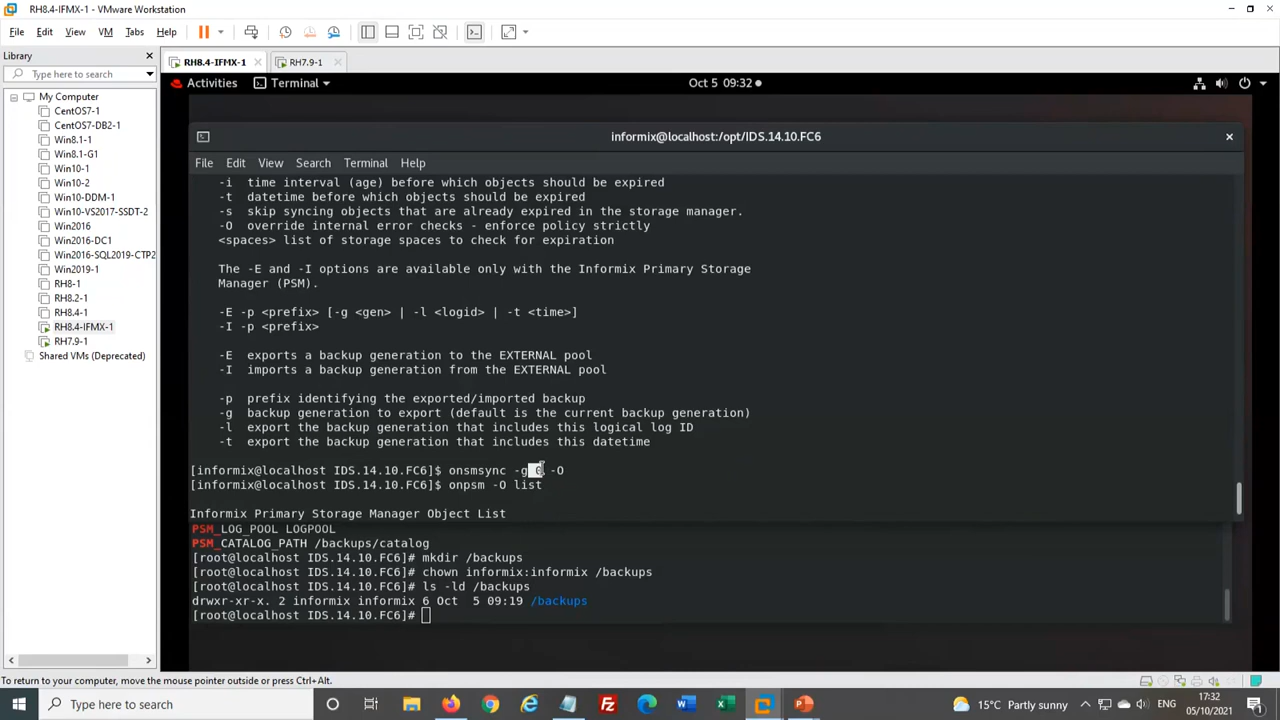 RH8.4-IFMX-1 - VMware Workstation
File Edit View VM Tabs Help
Library
Type here to search
My Computer
CentOS7-1
CentOS7-DB2-1
Win8.1-1
Win8.1-G1
Win10-1
Win10-2
Win10-DDM-1
Win10-VS2017-SSDT-2
Win2016
Win2016-DC1
Win2016-SQL2019-CTP2
Win2019-1
RH8-1
RH8.2-1
RH8.4-1
RH8.4-IFMX-1
RH7.9-1
Shared VMs (Deprecated)
RH8.4-IFMX-1 RH7.9-1
Activities Terminal Oct 5 09:32
informix@localhost:/opt/IDS.14.10.FC6
File Edit View Search Terminal Help
-i time interval (age) before which objects should be expired
-t datetime before which objects should be expired
-s skip syncing objects that are already expired in the storage manager.
-O override internal error checks - enforce policy strictly
<spaces> list of storage spaces to check for expiration
The -E and -I options are available only with the Informix Primary Storage
Manager (PSM).
-E -p <prefix> [-g <gen> | -l <logid> | -t <time>]
-I -p <prefix>
-E exports a backup generation to the EXTERNAL pool
-I imports a backup generation from the EXTERNAL pool
-p prefix identifying the exported/imported backup
-g backup generation to export (default is the current backup generation)
-l export the backup generation that includes this logical log ID
-t export the backup generation that includes this datetime
[informix@localhost IDS.14.10.FC6]$ onsmsync -g -O
[informix@localhost IDS.14.10.FC6]$ onpsm -O list
Informix Primary Storage Manager Object List
PSM_LOG_POOL LOGPOOL
PSM_CATALOG_PATH /backups/catalog
[root@localhost IDS.14.10.FC6]# mkdir /backups
[root@localhost IDS.14.10.FC6]# chown informix:informix /backups
[root@localhost IDS.14.10.FC6]# ls -ld /backups
drwxr-xr-x. 2 informix informix 6 Oct 5 09:19 /backups
[root@localhost IDS.14.10.FC6]#
To return to your computer, move the mouse pointer outside or press Ctrl+Alt.
Type here to search
15°C Partly sunny
ENG
17:32
05/10/2021